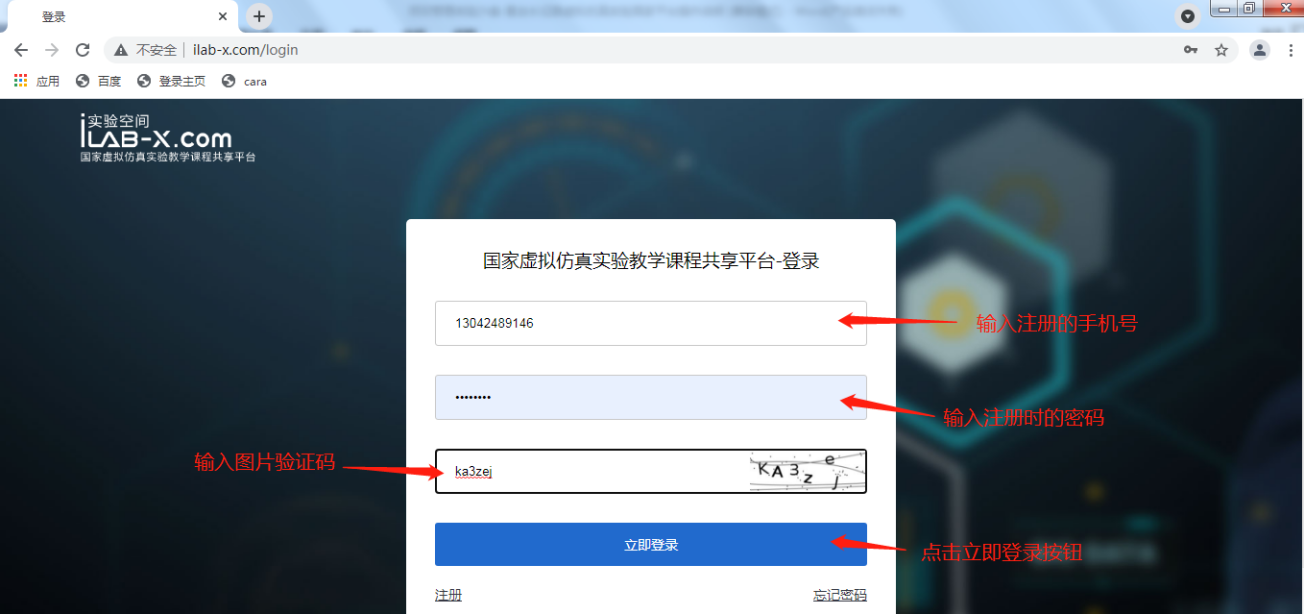 登录
不安全 | ilab-x.com/login
应用 百度 登录主页 cara
实验空间
iLAB-X.com
国家虚拟仿真实验教学课程共享平台
国家虚拟仿真实验教学课程共享平台-登录
13042489146
输入注册的手机号
••••••••
输入注册时的密码
输入图片验证码
ka3zej
KA3zej
立即登录
点击立即登录按钮
注册
忘记密码